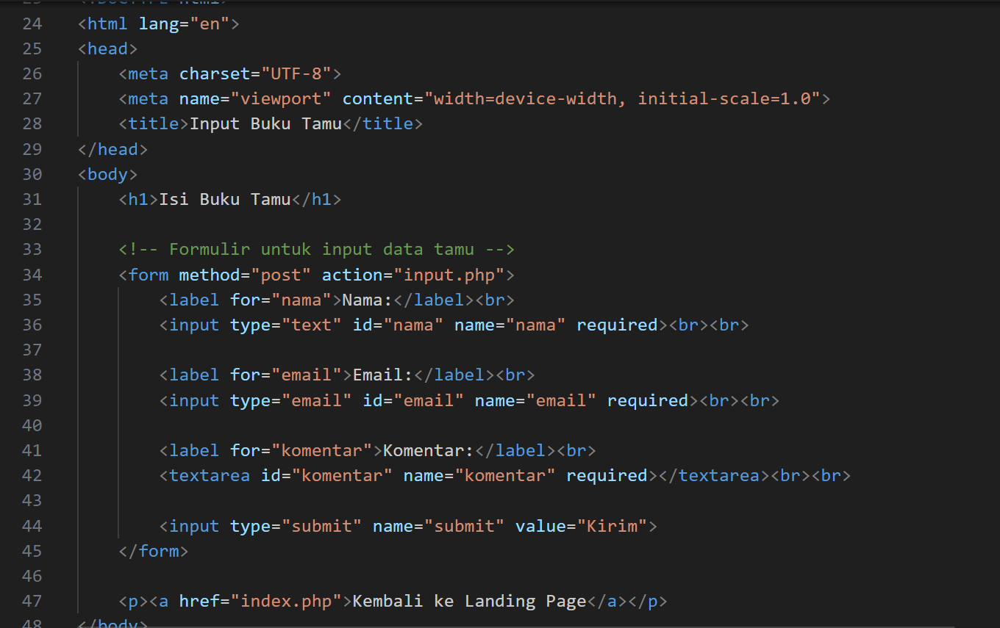 23 <!DOCTYPE html>
24 <html lang="en">
25 <head>
26     <meta charset="UTF-8">
27     <meta name="viewport" content="width=device-width, initial-scale=1.0">
28     <title>Input Buku Tamu</title>
29 </head>
30 <body>
31     <h1>Isi Buku Tamu</h1>
32
33     <!-- Formulir untuk input data tamu -->
34     <form method="post" action="input.php">
35         <label for="nama">Nama:</label><br>
36         <input type="text" id="nama" name="nama" required><br><br>
37
38         <label for="email">Email:</label><br>
39         <input type="email" id="email" name="email" required><br><br>
40
41         <label for="komentar">Komentar:</label><br>
42         <textarea id="komentar" name="komentar" required></textarea><br><br>
43
44         <input type="submit" name="submit" value="Kirim">
45     </form>
46
47     <p><a href="index.php">Kembali ke Landing Page</a></p>
48 </body>